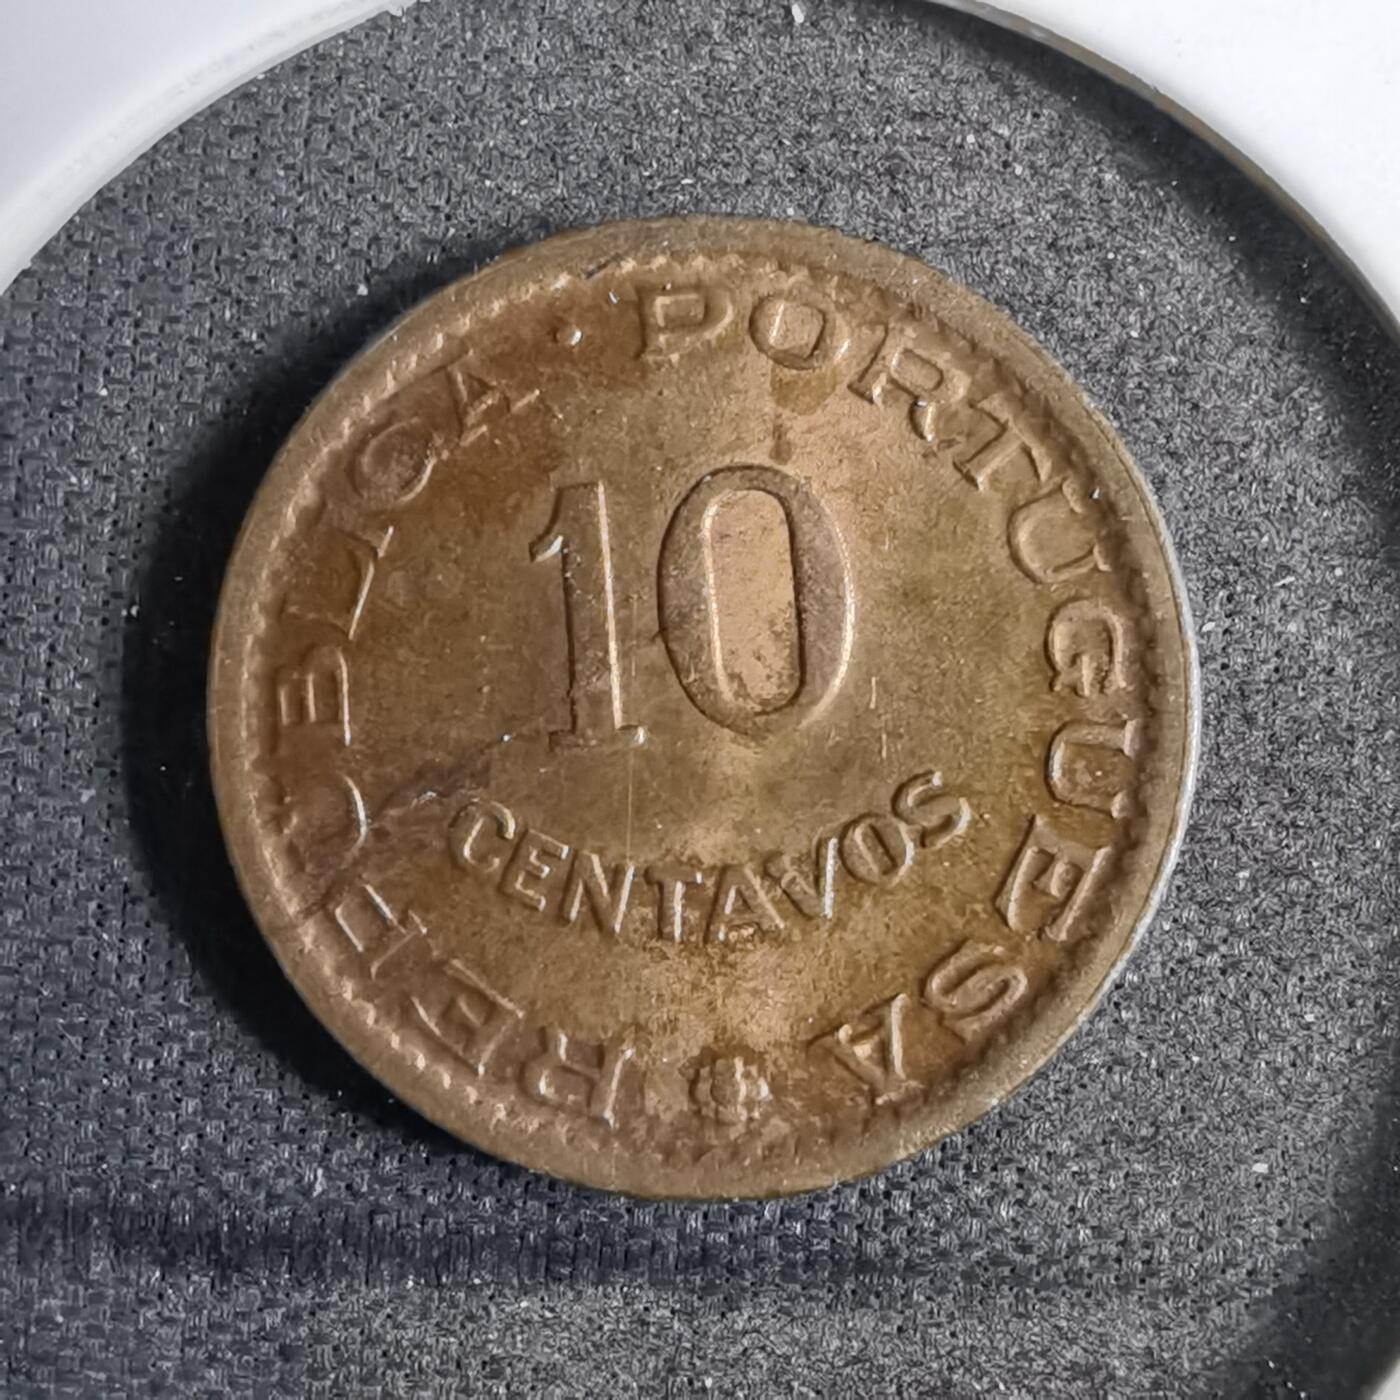 REPUBLICA · PORTUGUESA
10
CENTAVOS